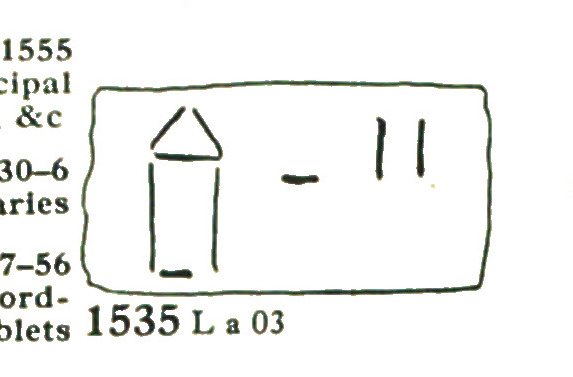 1555
cipal
&c
30–6
aries
7–56
ord-
blets
𐄐 𐄈
1535 L a 03